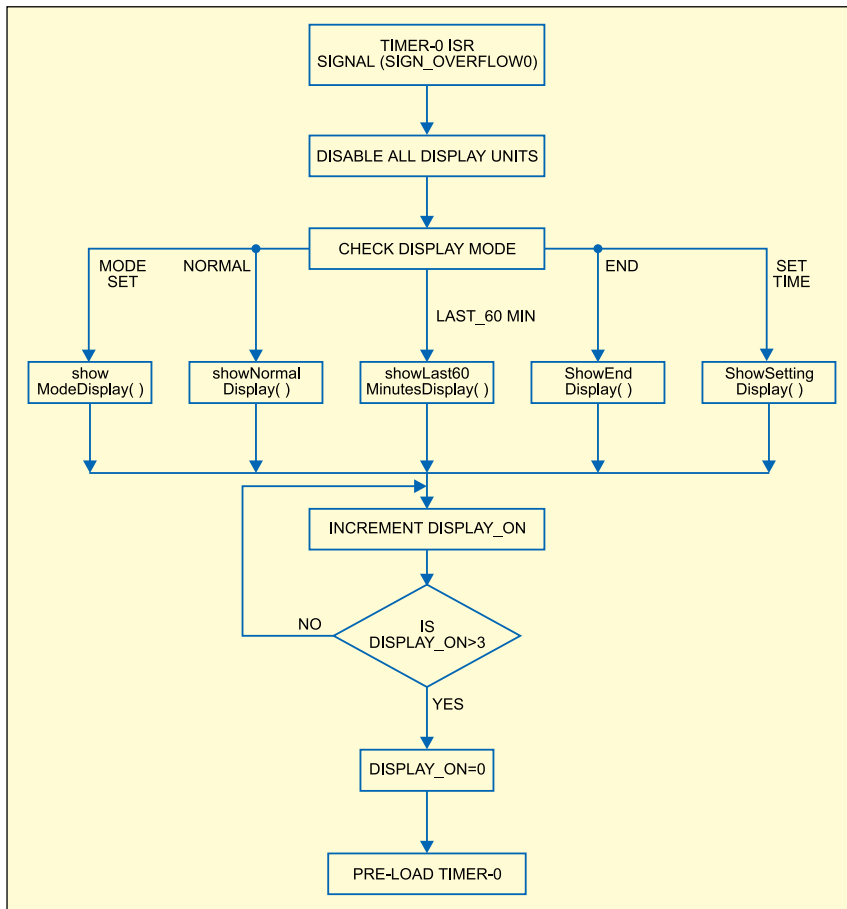 TIMER-0 ISR
SIGNAL (SIGN_OVERFLOW0)
DISABLE ALL DISPLAY UNITS
CHECK DISPLAY MODE
MODE
SET
NORMAL
LAST_60 MIN
END
SET
TIME
show
ModeDisplay( )
showNormal
Display( )
showLast60
MinutesDisplay( )
ShowEnd
Display( )
ShowSetting
Display( )
INCREMENT DISPLAY_ON
IS
DISPLAY_ON>3
NO
YES
DISPLAY_ON=0
PRE-LOAD TIMER-0